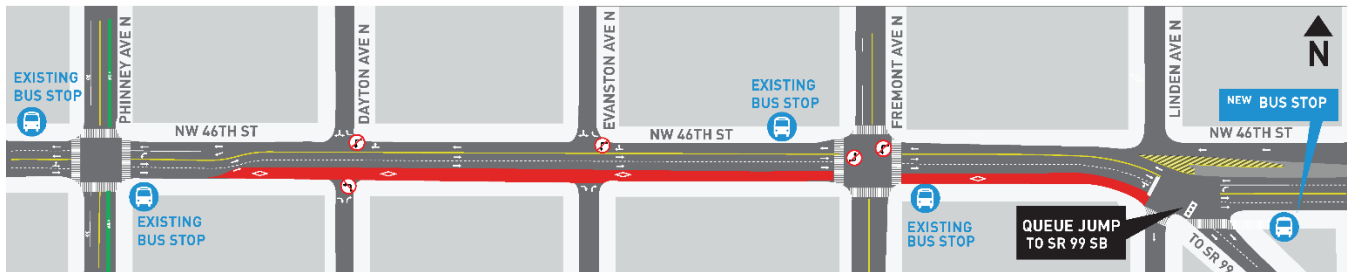 PHINNEY AVE N
DAYTON AVE N
EVANSTON AVE N
FREMONT AVE N
LINDEN AVE N
N
EXISTING
BUS STOP
EXISTING
BUS STOP
NEW BUS STOP
NW 46TH ST
NW 46TH ST
NW 46TH ST
EXISTING
BUS STOP
EXISTING
BUS STOP
QUEUE JUMP
TO SR 99 SB
TO SR 99